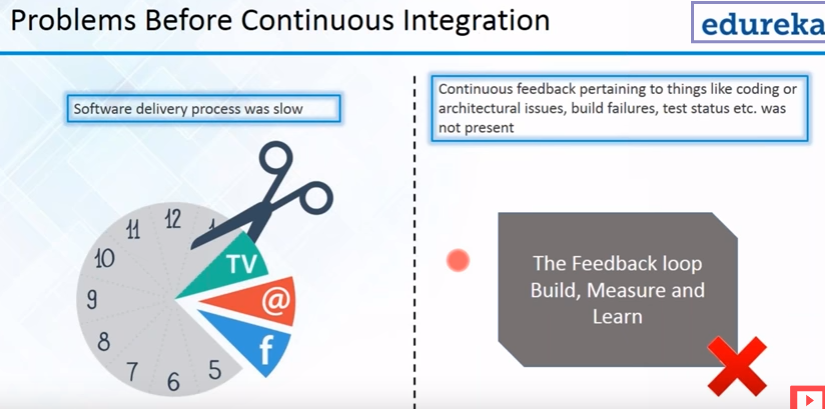 Problems Before Continuous Integration
edureka
Software delivery process was slow
Continuous feedback pertaining to things like coding or
architectural issues, build failures, test status etc. was
not present
12
11
10
9
8
7
6
5
TV
@
f
The Feedback loop
Build, Measure and
Learn